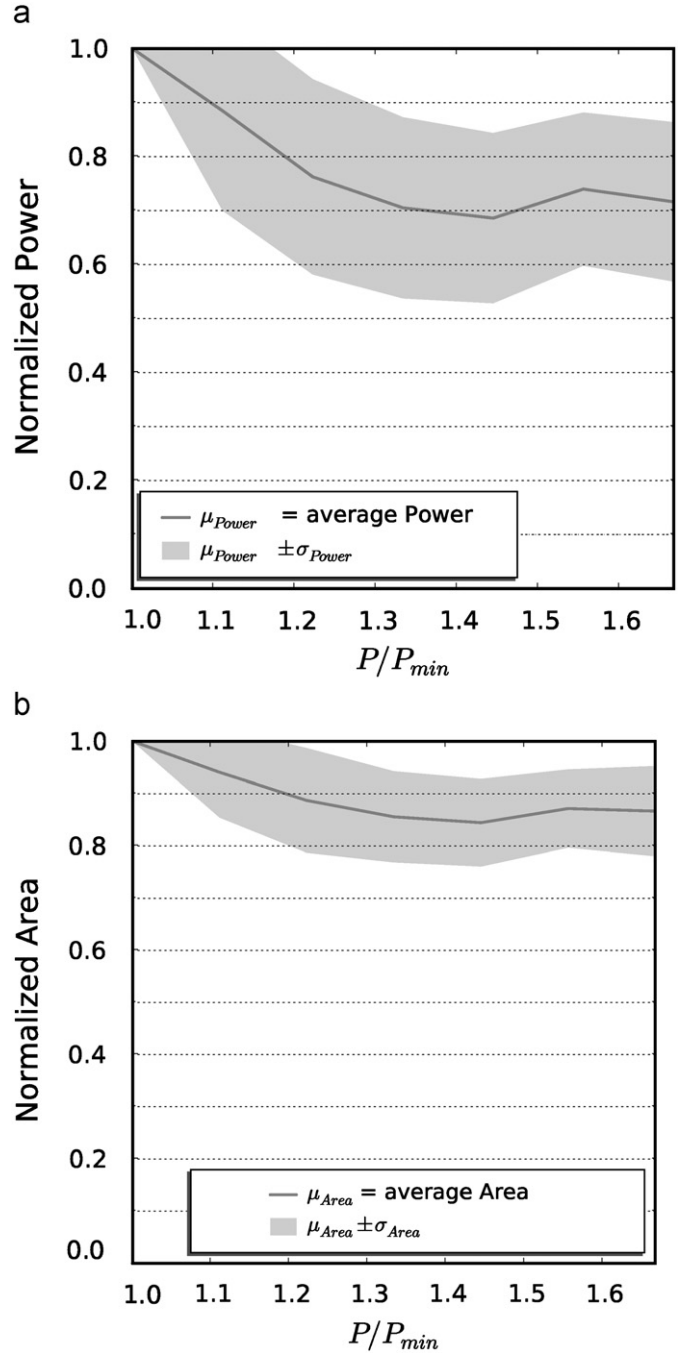 a
1.0
0.8
0.6
0.4
0.2
0.0
Normalized Power
μPower = average Power
μPower ±σPower
1.0 1.1 1.2 1.3 1.4 1.5 1.6
P/Pmin
b
1.0
0.8
0.6
0.4
0.2
0.0
Normalized Area
μArea = average Area
μArea ±σArea
1.0 1.1 1.2 1.3 1.4 1.5 1.6
P/Pmin